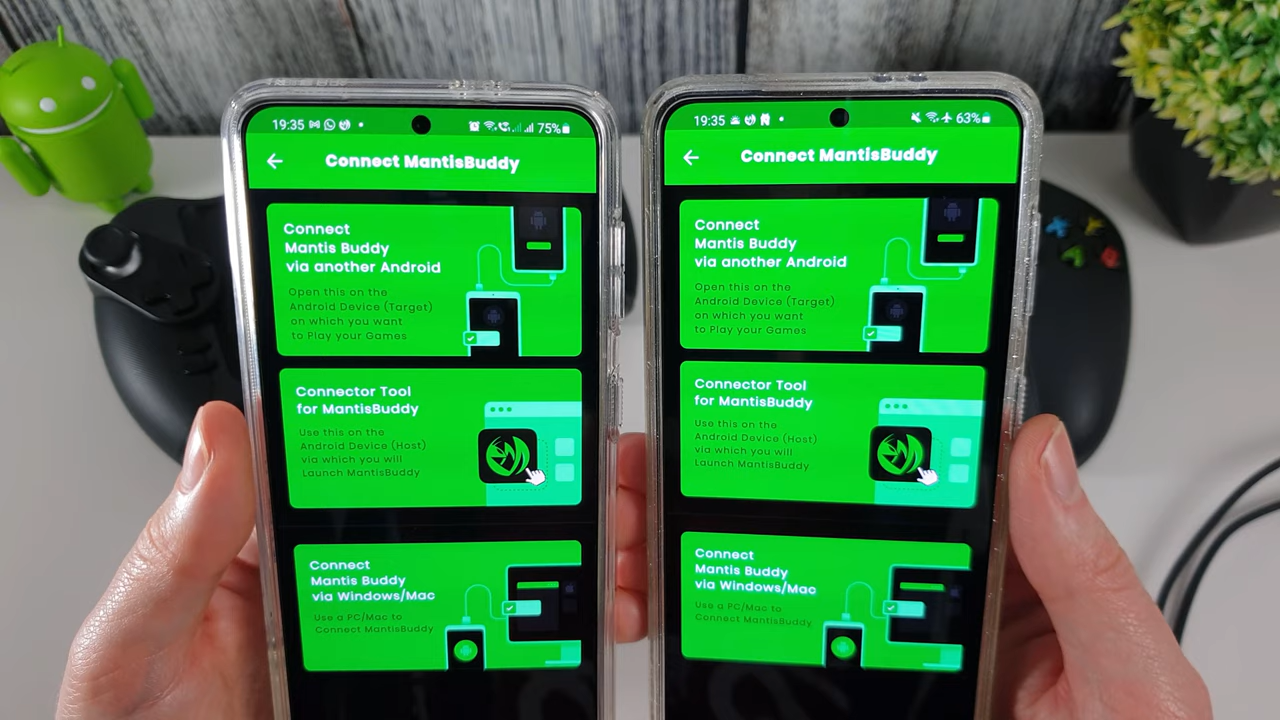 19:35
75%
Connect MantisBuddy
Connect
Mantis Buddy
via another Android
Open this on the
Android Device (Target)
on which you want
to Play your Games
Connector Tool
for MantisBuddy
Use this on the
Android Device (Host)
via which you will
Launch MantisBuddy
Connect
Mantis Buddy
via Windows/Mac
Use a PC/Mac to
Connect MantisBuddy
19:35
63%
Connect MantisBuddy
Connect
Mantis Buddy
via another Android
Open this on the
Android Device (Target)
on which you want
to Play your Games
Connector Tool
for MantisBuddy
Use this on the
Android Device (Host)
via which you will
Launch MantisBuddy
Connect
Mantis Buddy
via Windows/Mac
Use a PC/Mac to
Connect MantisBuddy